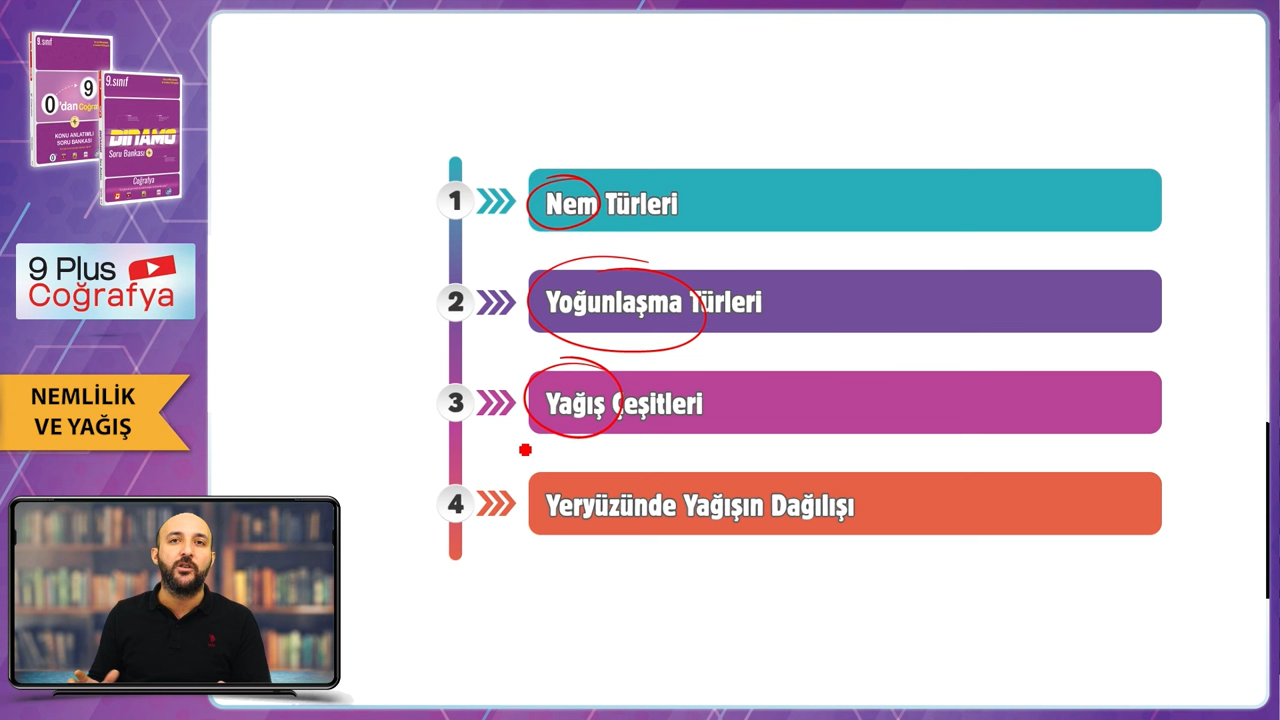 9.sınıf
0'dan 9
Coğrafya
KONU ANLATIMLI
SORU BANKASI
9.sınıf
DİNAMO
Soru Bankası
Coğrafya
9 Plus
Coğrafya
NEMLİLİK
VE YAĞIŞ
1 Nem Türleri
2 Yoğunlaşma Türleri
3 Yağış Çeşitleri
4 Yeryüzünde Yağışın Dağılışı